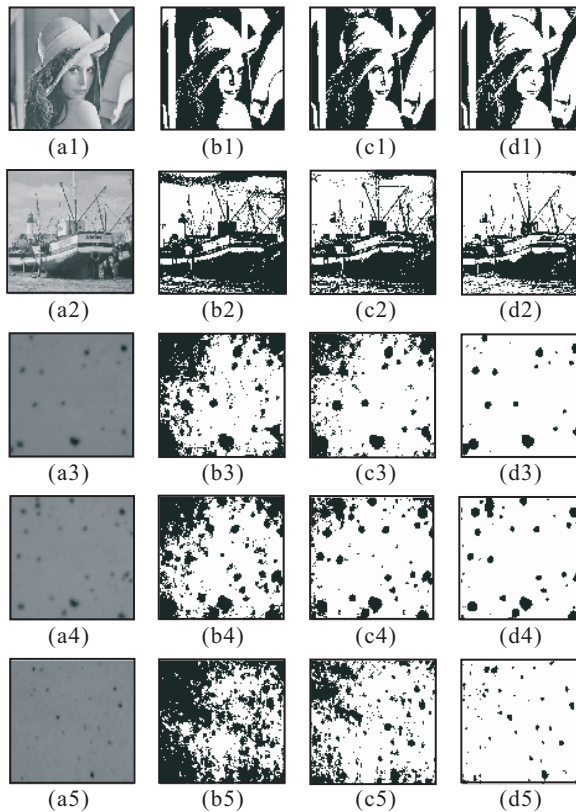 (a1) (b1) (c1) (d1)
(a2) (b2) (c2) (d2)
(a3) (b3) (c3) (d3)
(a4) (b4) (c4) (d4)
(a5) (b5) (c5) (d5)